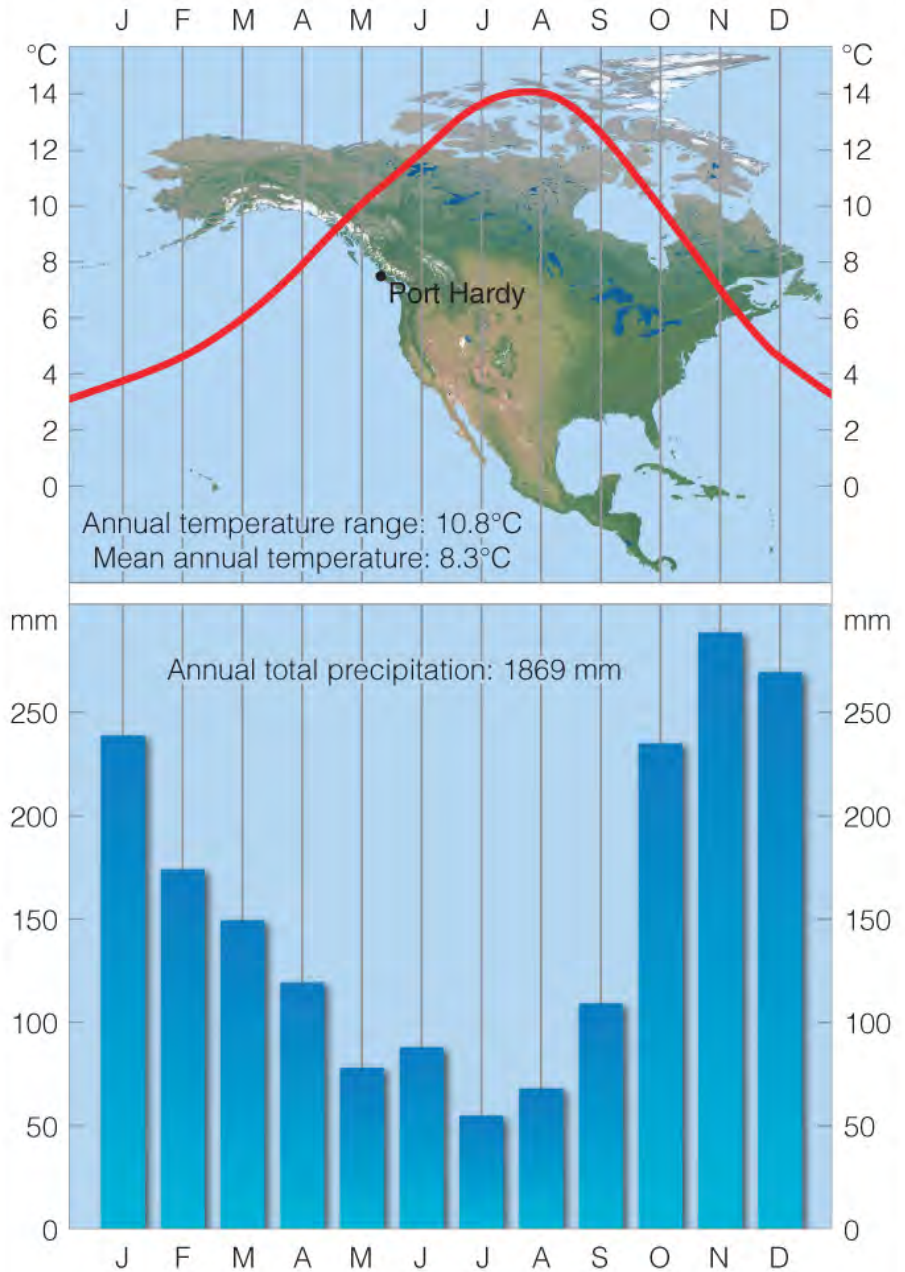 J F M A M J J A S O N D
°C °C
14 14
12 12
10 10
8 8
Port Hardy
6 6
4 4
2 2
0 0
Annual temperature range: 10.8°C
Mean annual temperature: 8.3°C
mm mm
Annual total precipitation: 1869 mm
250 250
200 200
150 150
100 100
50 50
0 0
J F M A M J J A S O N D